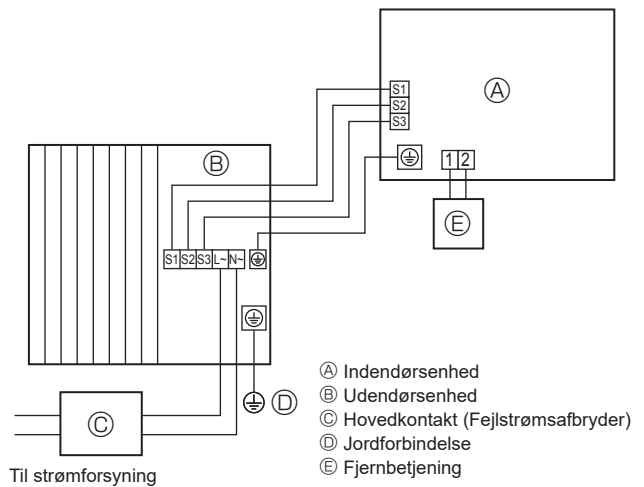 S1
S2
S3
Ⓐ
1 2
Ⓔ
Ⓑ
S1 S2 S3 L~ N~
Ⓓ
Ⓒ
Til strømforsyning
Ⓐ Indendørsenhed
Ⓑ Udendørsenhed
Ⓒ Hovedkontakt (Fejlstrømsafbryder)
Ⓓ Jordforbindelse
Ⓔ Fjernbetjening